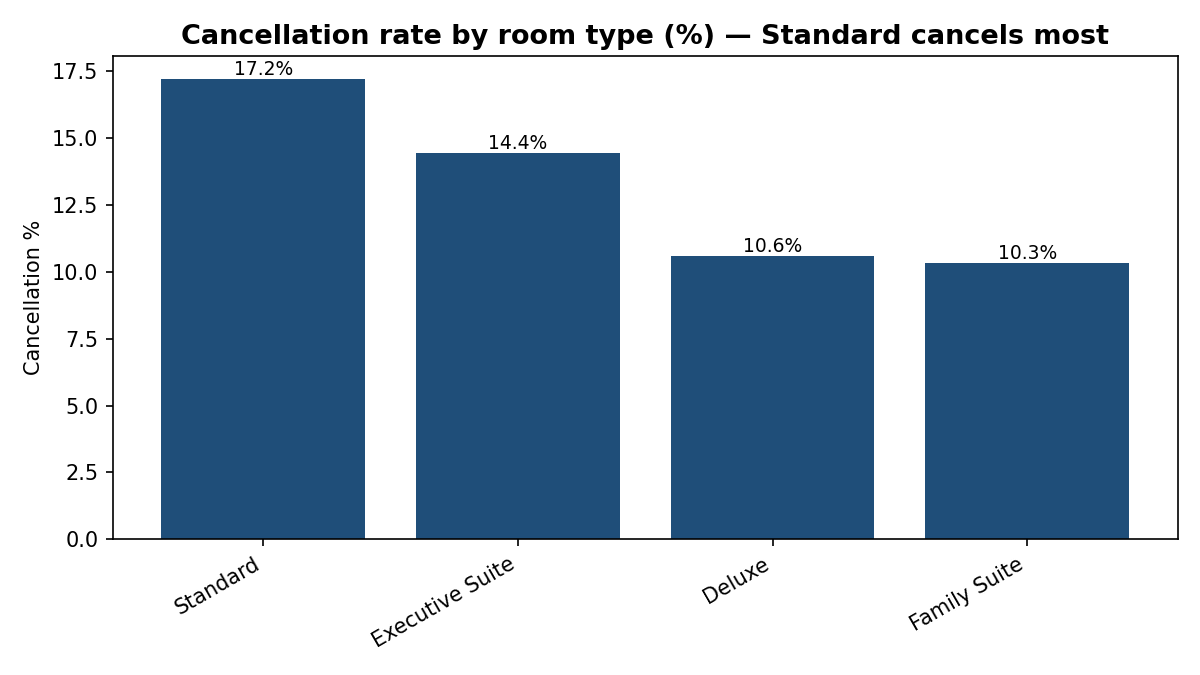 Cancellation rate by room type (%) — Standard cancels most
17.5
15.0
12.5
10.0
7.5
5.0
2.5
0.0
Cancellation %
17.2%
14.4%
10.6%
10.3%
Standard
Executive Suite
Deluxe
Family Suite